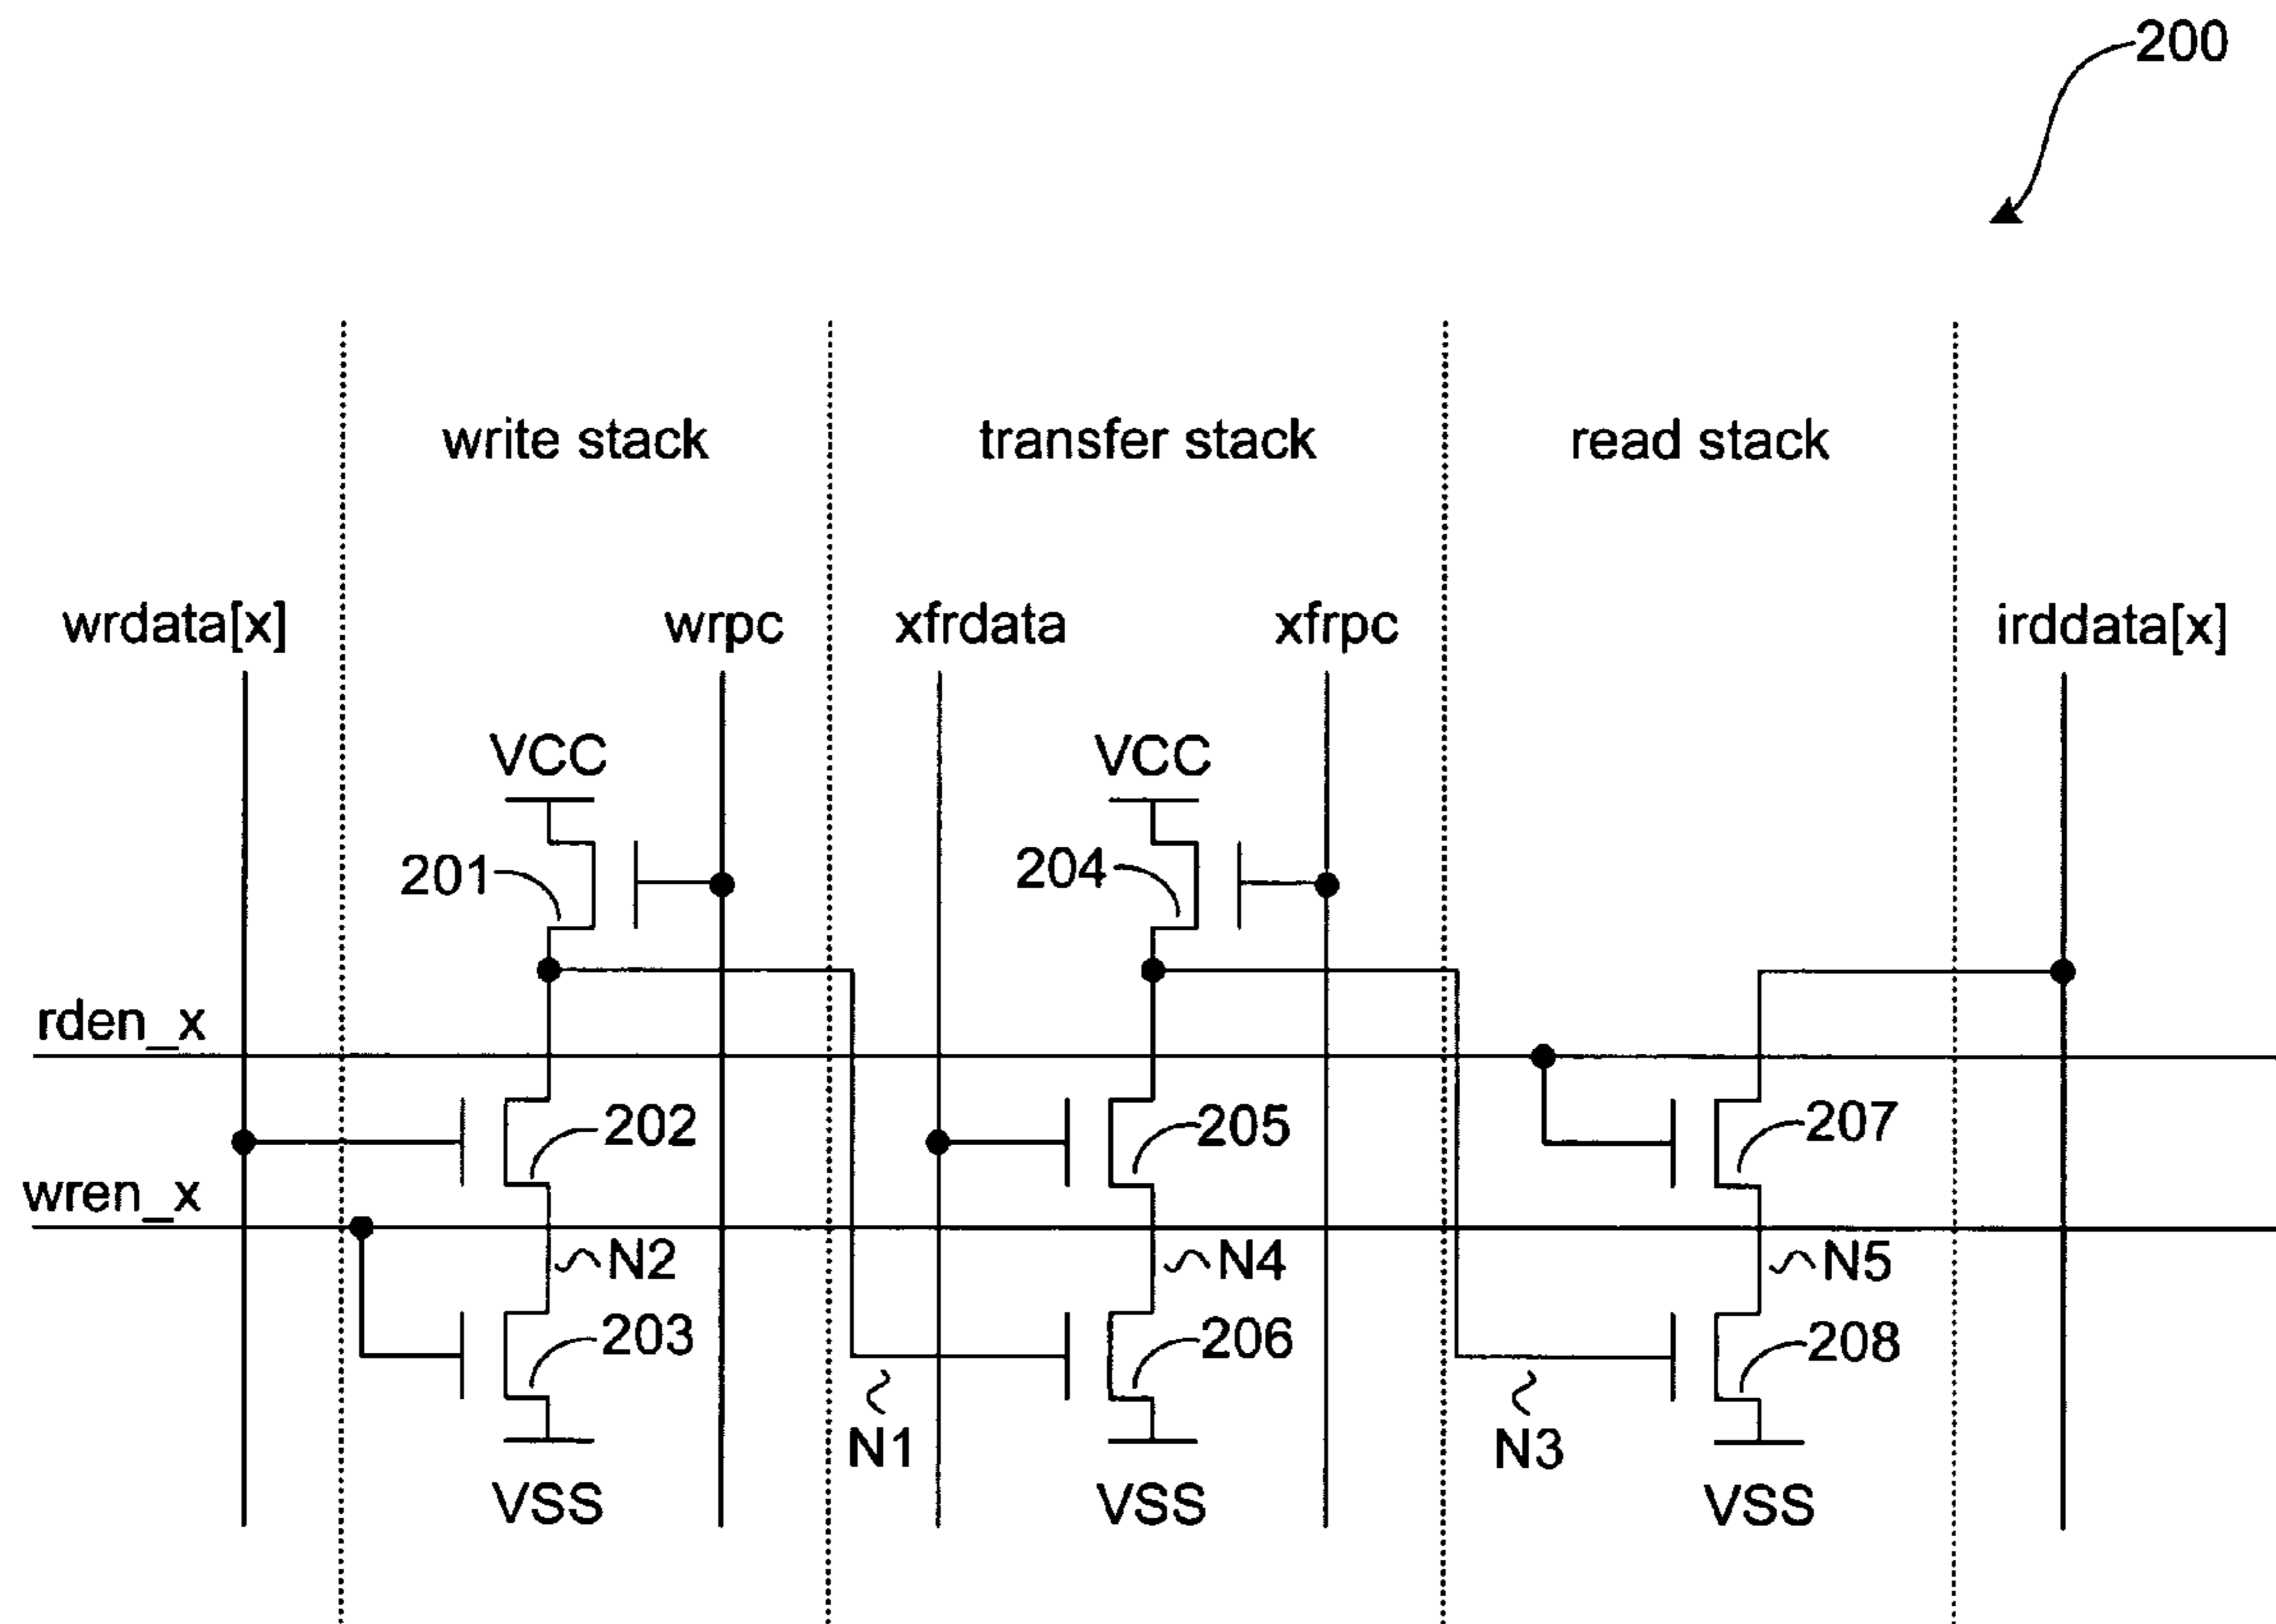 200
write stack transfer stack read stack
wrdata[x] wrpc xfrdata xfrpc irddata[x]
VCC VCC
201 204
rden_x
202 205 207
wren_x
N2 N4 N5
203 206 208
N1 N3
VSS VSS VSS